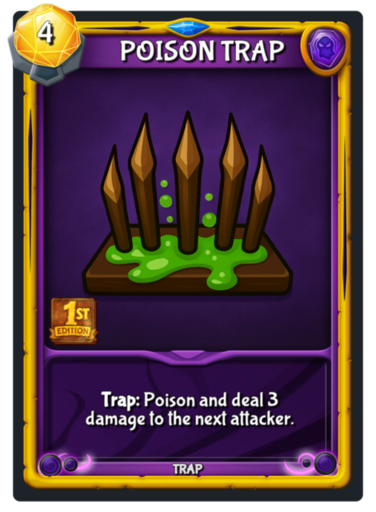 4
POISON TRAP
1ST
EDITION
Trap: Poison and deal 3
damage to the next attacker.
TRAP